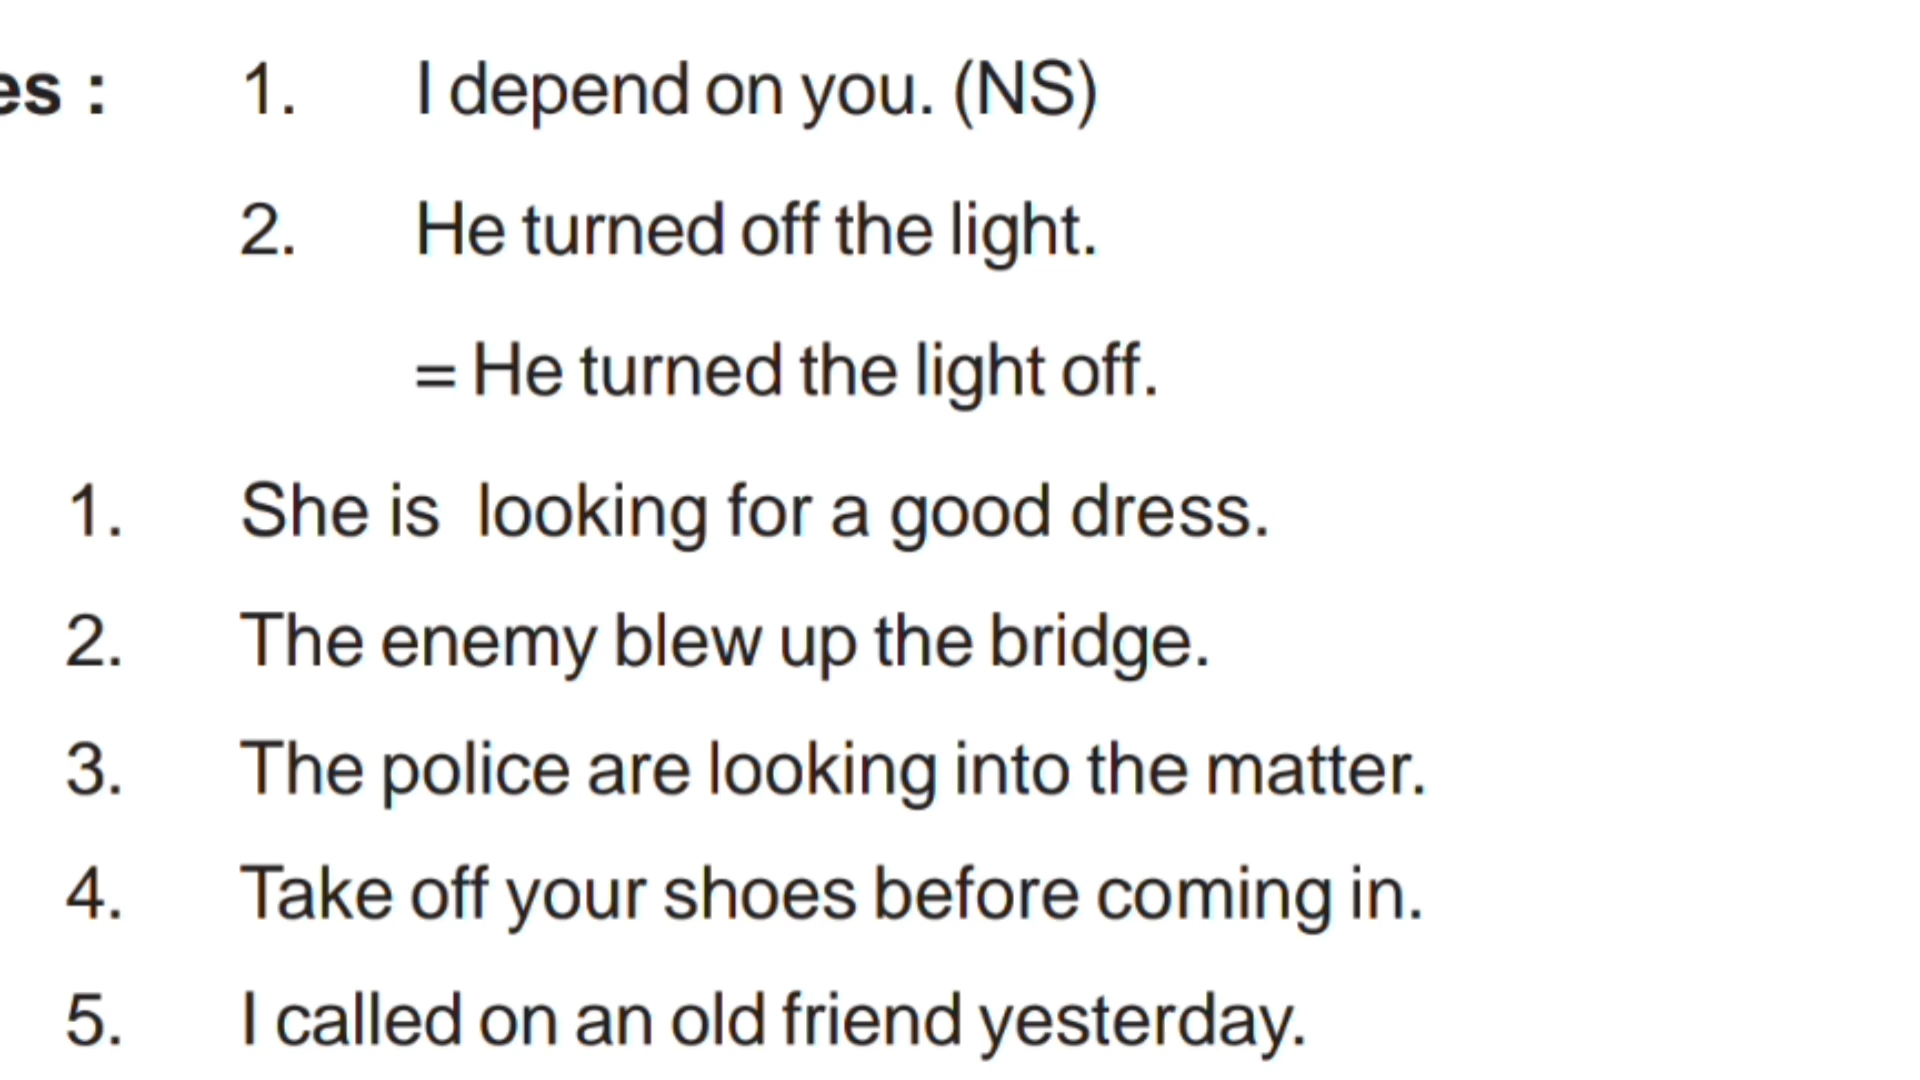 es : 1. I depend on you. (NS)
2. He turned off the light.
= He turned the light off.
1. She is looking for a good dress.
2. The enemy blew up the bridge.
3. The police are looking into the matter.
4. Take off your shoes before coming in.
5. I called on an old friend yesterday.